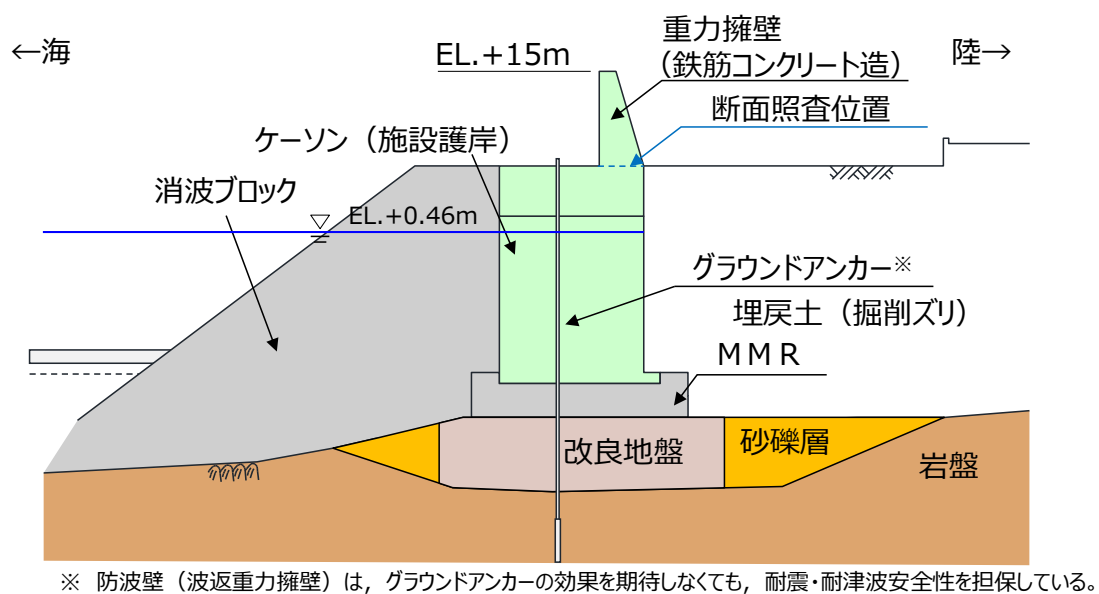 ←海
EL.+15m
重力擁壁
（鉄筋コンクリート造）
陸→
断面照査位置
ケーソン（施設護岸）
消波ブロック
EL.+0.46m
グラウンドアンカー※
埋戻土（掘削ズリ）
ＭＭＲ
改良地盤
砂礫層
岩盤
※　防波壁（波返重力擁壁）は，グラウンドアンカーの効果を期待しなくても，耐震・耐津波安全性を担保している。